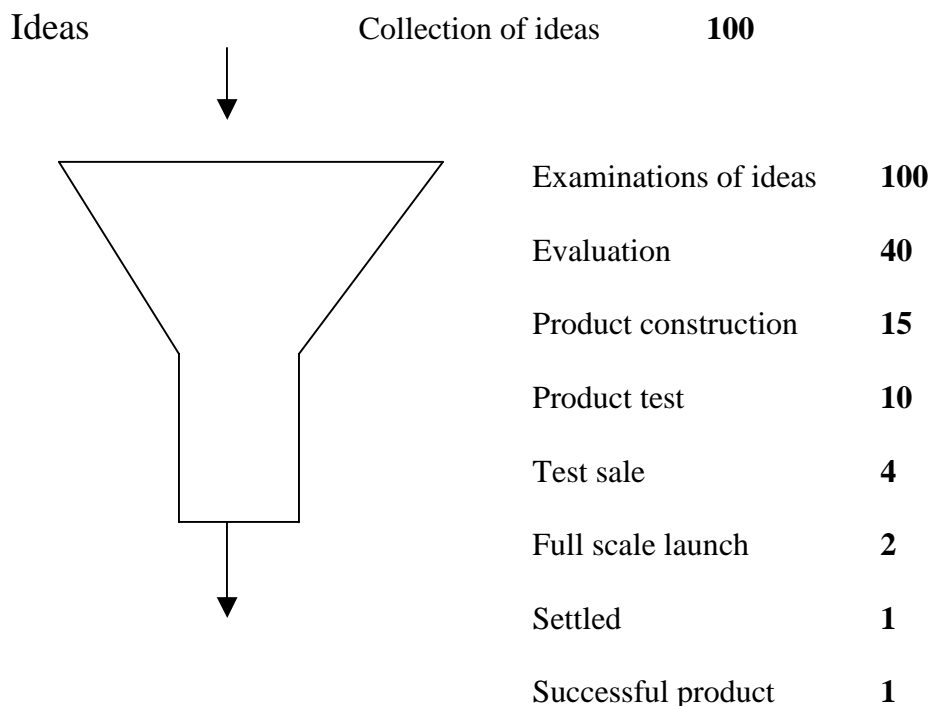 Ideas Collection of ideas 100
Examinations of ideas 100
Evaluation 40
Product construction 15
Product test 10
Test sale 4
Full scale launch 2
Settled 1
Successful product 1